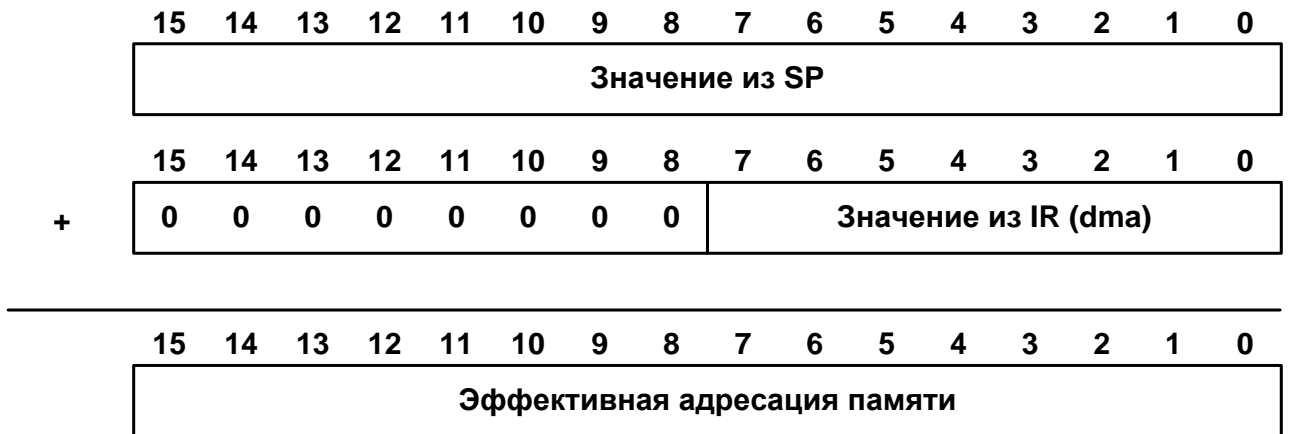 15 14 13 12 11 10 9 8 7 6 5 4 3 2 1 0
Значение из SP
15 14 13 12 11 10 9 8 7 6 5 4 3 2 1 0
+ 0 0 0 0 0 0 0 0 Значение из IR (dma)
15 14 13 12 11 10 9 8 7 6 5 4 3 2 1 0
Эффективная адресация памяти